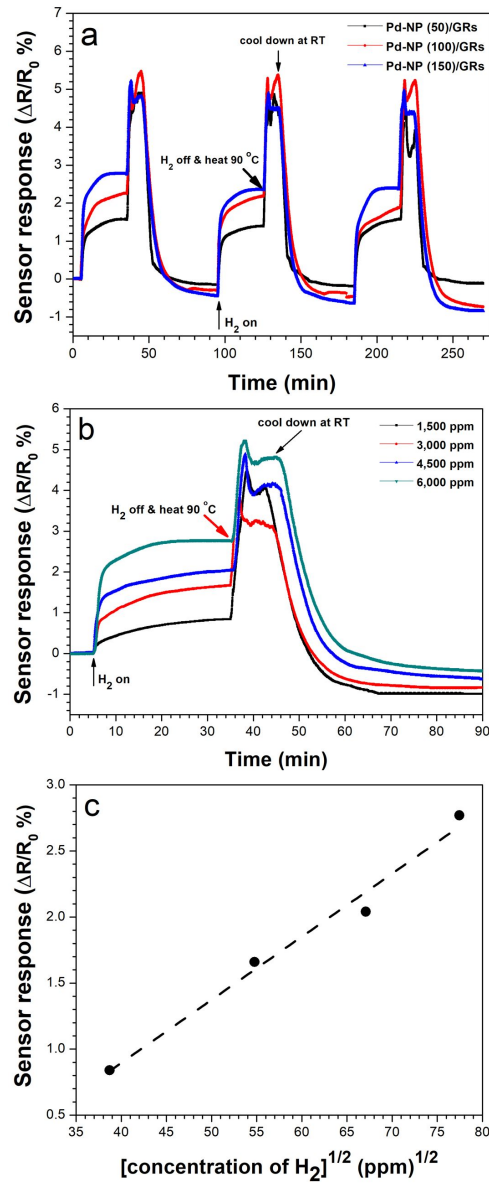 a
cool down at RT
Pd-NP (50)/GRs
Pd-NP (100)/GRs
Pd-NP (150)/GRs
H2 off & heat 90 °C
H2 on
Sensor response (ΔR/R0 %)
6
5
4
3
2
1
0
-1
0 50 100 150 200 250
Time (min)
b
cool down at RT
1,500 ppm
3,000 ppm
4,500 ppm
6,000 ppm
H2 off & heat 90 °C
H2 on
Sensor response (ΔR/R0 %)
6
5
4
3
2
1
0
-1
0 10 20 30 40 50 60 70 80 90
Time (min)
c
Sensor response (ΔR/R0 %)
3.0
2.5
2.0
1.5
1.0
0.5
35 40 45 50 55 60 65 70 75 80
[concentration of H2]1/2 (ppm)1/2